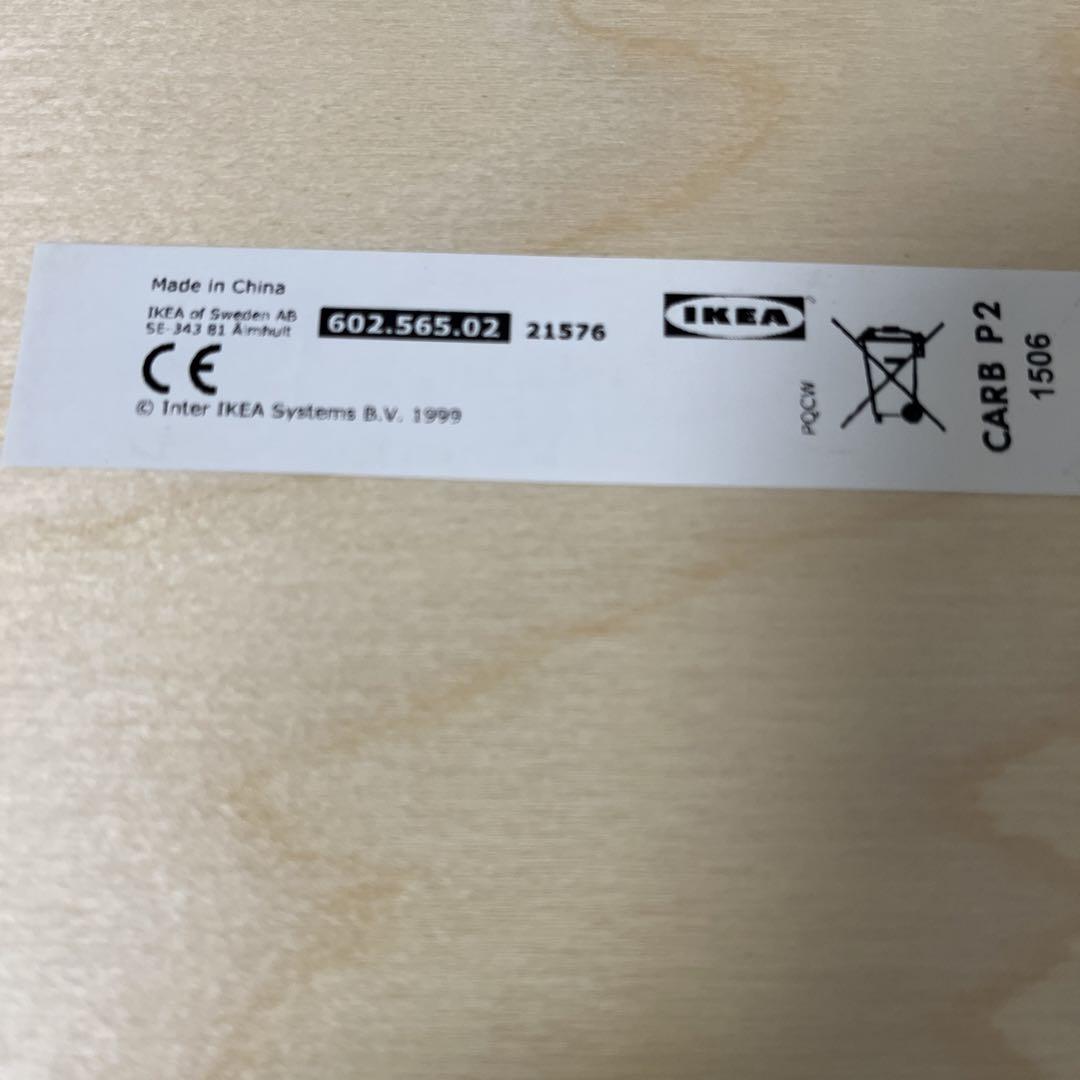 Made in China
IKEA of Sweden AB
SE-343 81 Älmhult
602.565.02 21576
CE
© Inter IKEA Systems B.V. 1999
IKEA
PQCW
CARB P2
1506